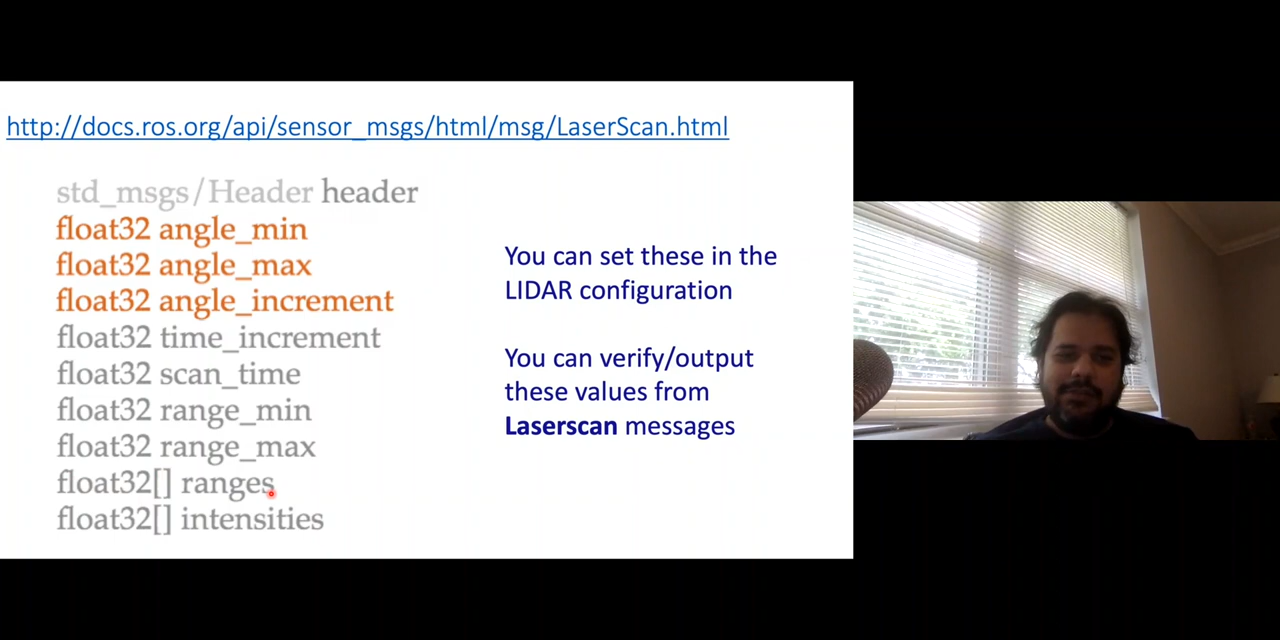 http://docs.ros.org/api/sensor_msgs/html/msg/LaserScan.html
std_msgs/Header header
float32 angle_min
float32 angle_max
float32 angle_increment
float32 time_increment
float32 scan_time
float32 range_min
float32 range_max
float32[] ranges
float32[] intensities
You can set these in the
LIDAR configuration
You can verify/output
these values from
Laserscan messages